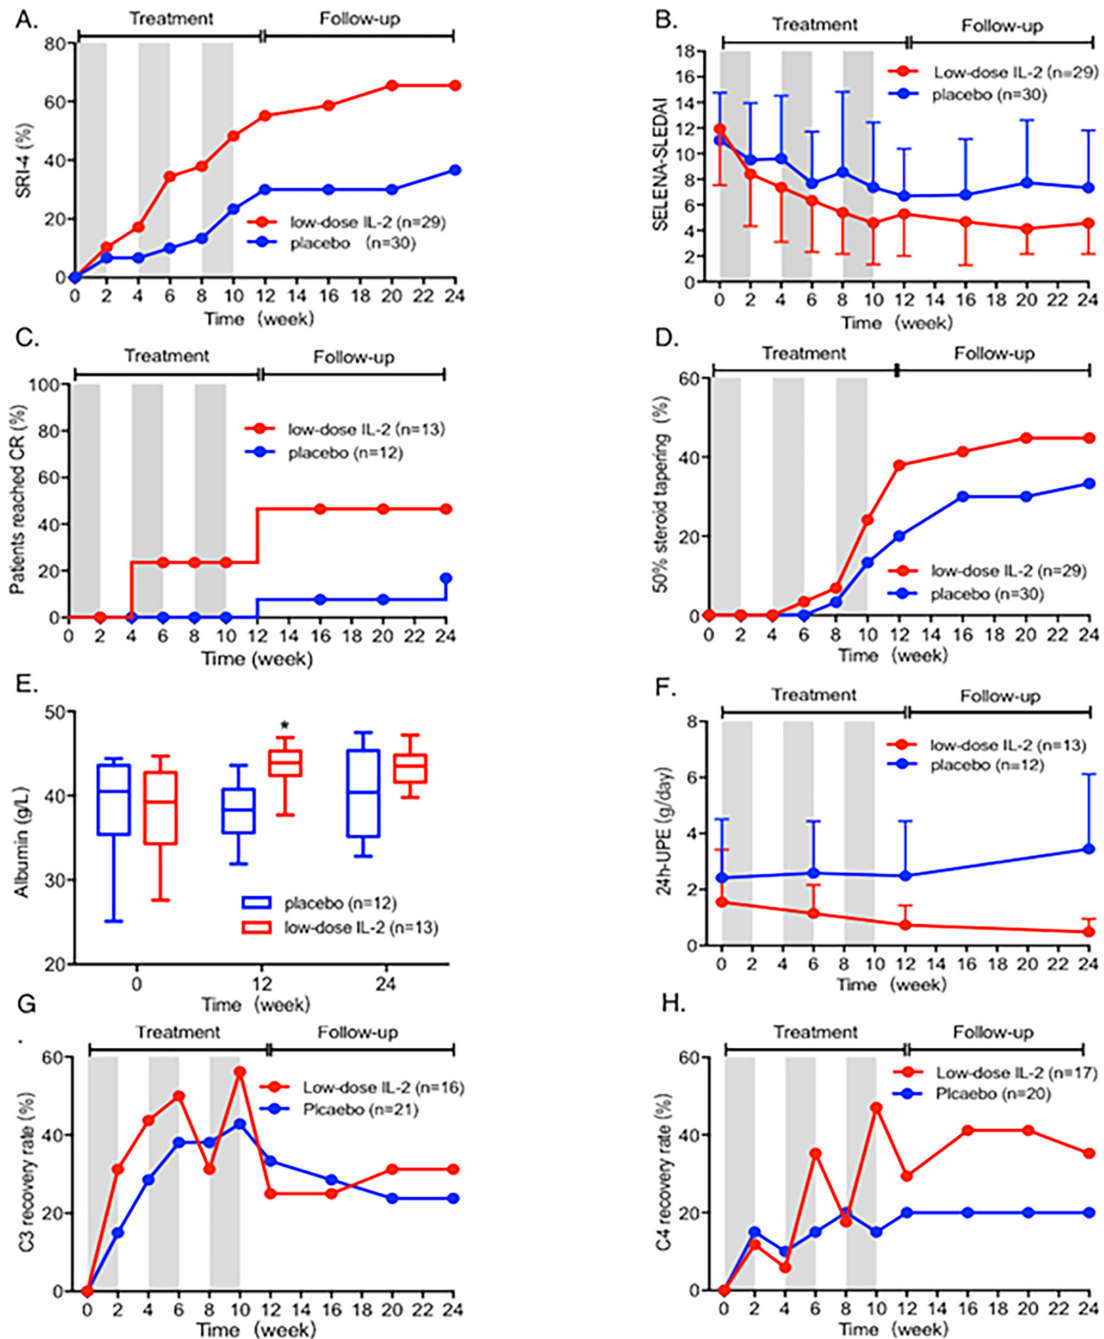 A.
Treatment Follow-up
SRI-4 (%)
80
60
40
20
0
low-dose IL-2 (n=29)
placebo (n=30)
0 2 4 6 8 10 12 14 16 18 20 22 24
Time (week)
B.
Treatment Follow-up
SELENA-SLEDAI
18
16
14
12
10
8
6
4
2
0
Low-dose IL-2 (n=29)
placebo (n=30)
0 2 4 6 8 10 12 14 16 18 20 22 24
Time (week)
C.
Treatment Follow-up
Patients reached CR (%)
100
80
60
40
20
0
low-dose IL-2 (n=13)
placebo (n=12)
0 2 4 6 8 10 12 14 16 18 20 22 24
Time (week)
D.
Treatment Follow-up
50% steroid tapering (%)
60
40
20
0
low-dose IL-2 (n=29)
placebo (n=30)
0 2 4 6 8 10 12 14 16 18 20 22 24
Time (week)
E.
Albumin (g/L)
50
40
30
20
*
placebo (n=12)
low-dose IL-2 (n=13)
0 12 24
Time (week)
F.
Treatment Follow-up
24h-UPE (g/day)
8
6
4
2
0
low-dose IL-2 (n=13)
placebo (n=12)
0 2 4 6 8 10 12 14 16 18 20 22 24
Time (week)
G
.
Treatment Follow-up
C3 recovery rate (%)
60
40
20
0
Low-dose IL-2 (n=16)
Plcaebo (n=21)
0 2 4 6 8 10 12 14 16 18 20 22 24
Time (week)
H.
Treatment Follow-up
C4 recovery rate (%)
60
40
20
0
Low-dose IL-2 (n=17)
Plcaebo (n=20)
0 2 4 6 8 10 12 14 16 18 20 22 24
Time (week)